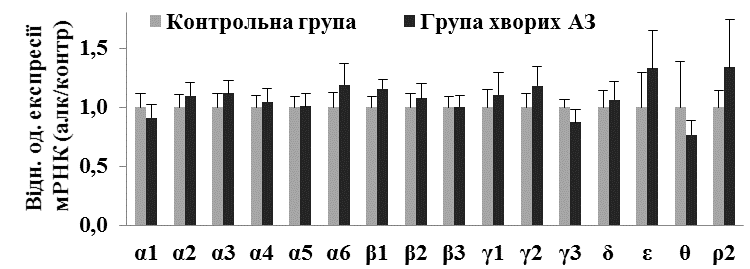 Контрольна група
Група хворих АЗ
Відн. од. експресії
мРНК (алк/контр)
1,5
1,0
0,5
0,0
α1 α2 α3 α4 α5 α6 β1 β2 β3 γ1 γ2 γ3 δ ε θ ρ2